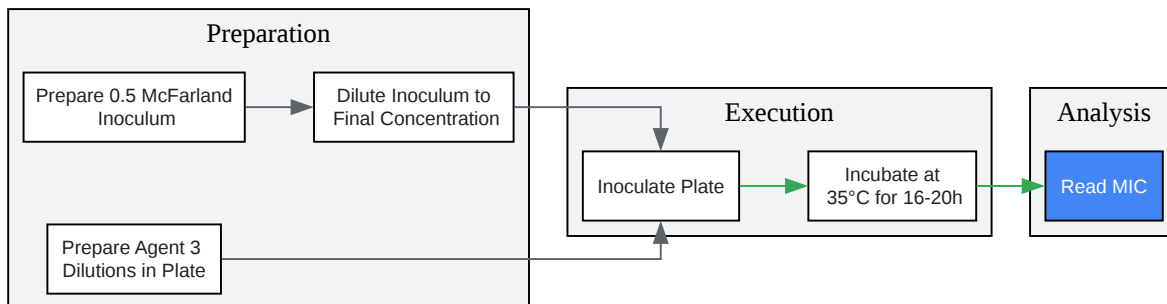 Preparation
Prepare 0.5 McFarland
Inoculum
Dilute Inoculum to
Final Concentration
Prepare Agent 3
Dilutions in Plate
Execution
Inoculate Plate
Incubate at
35°C for 16-20h
Analysis
Read MIC